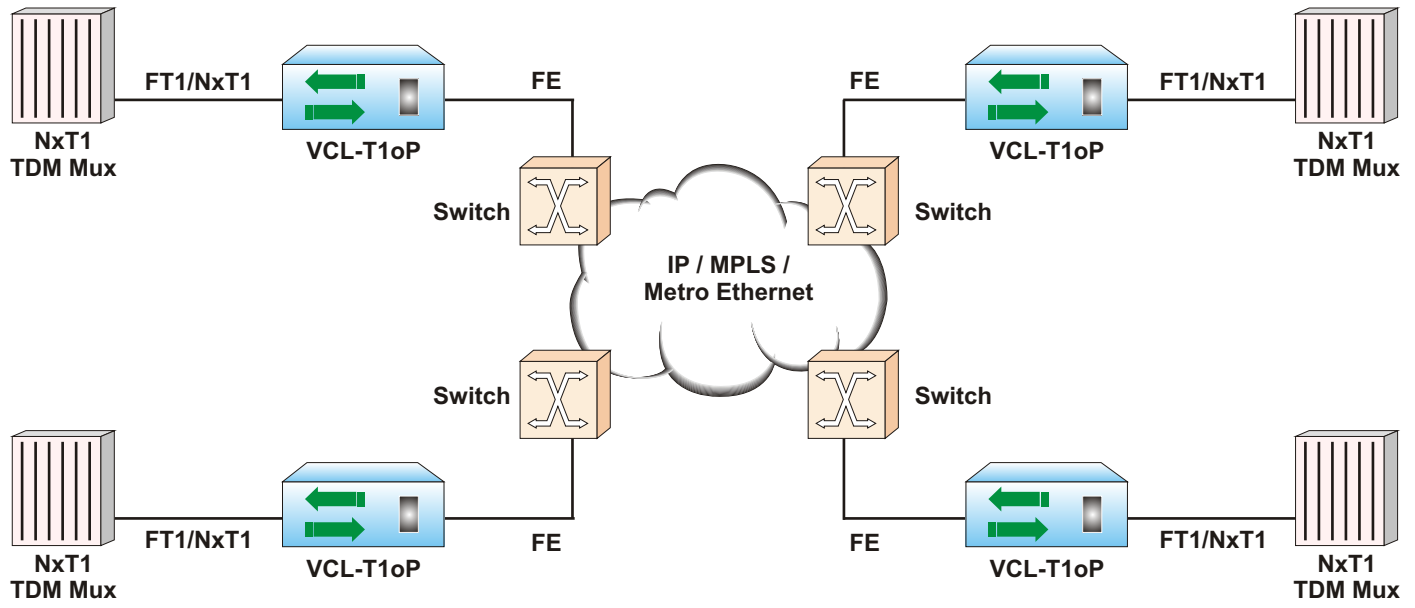 FT1/NxT1
FE
FE
FT1/NxT1
NxT1
TDM Mux
VCL-T1oP
VCL-T1oP
NxT1
TDM Mux
Switch
Switch
IP / MPLS /
Metro Ethernet
Switch
Switch
FT1/NxT1
FE
FE
FT1/NxT1
NxT1
TDM Mux
VCL-T1oP
VCL-T1oP
NxT1
TDM Mux